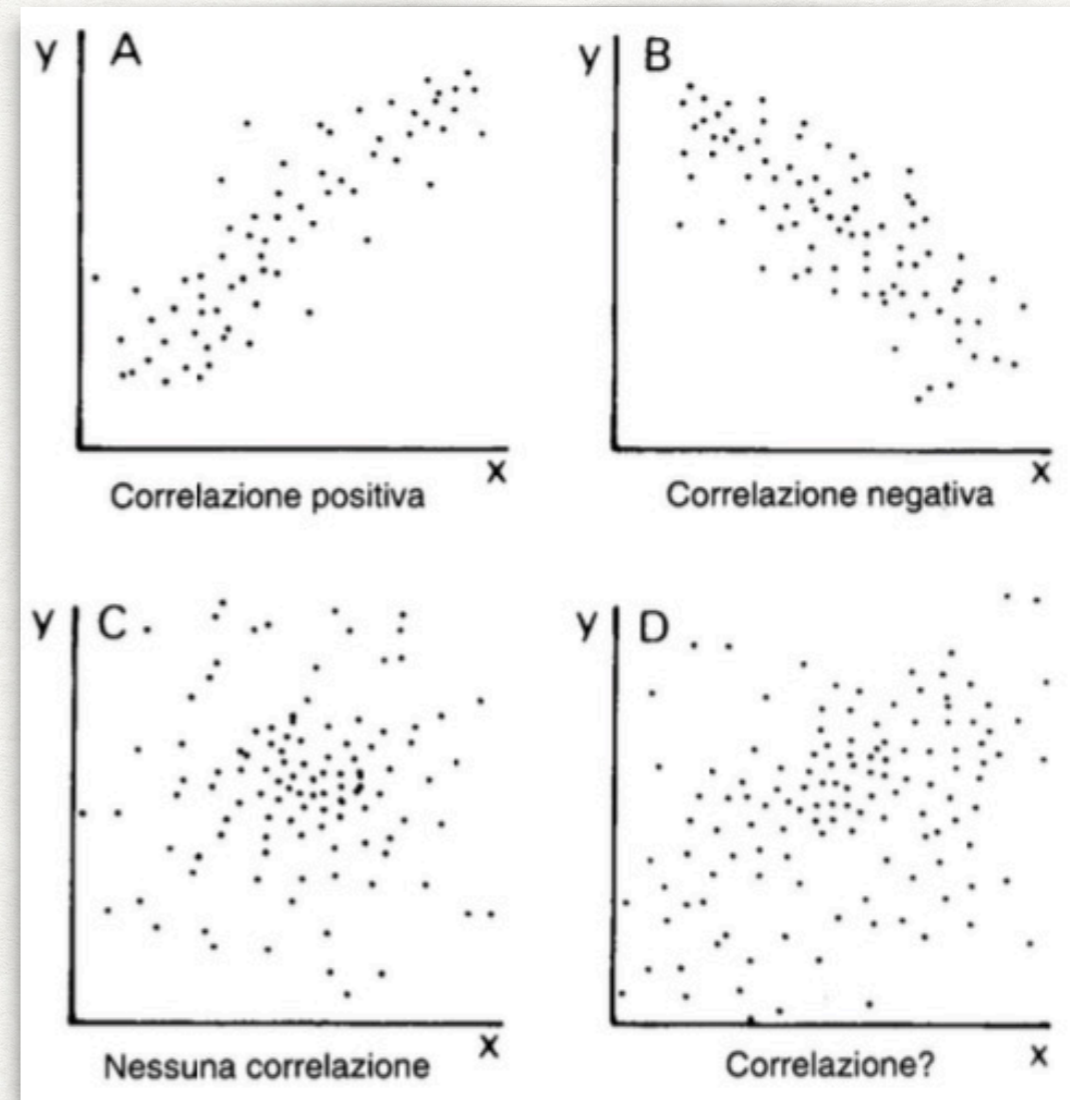 y A
x
Correlazione positiva
y B
x
Correlazione negativa
y C
x
Nessuna correlazione
y D
x
Correlazione?